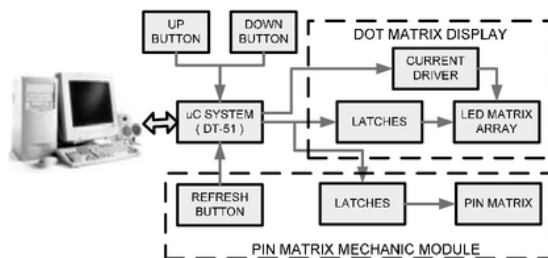 UP
BUTTON
DOWN
BUTTON
DOT MATRIX DISPLAY
CURRENT
DRIVER
uC SYSTEM
( DT-51 )
LATCHES
LED MATRIX
ARRAY
REFRESH
BUTTON
LATCHES
PIN MATRIX
PIN MATRIX MECHANIC MODULE